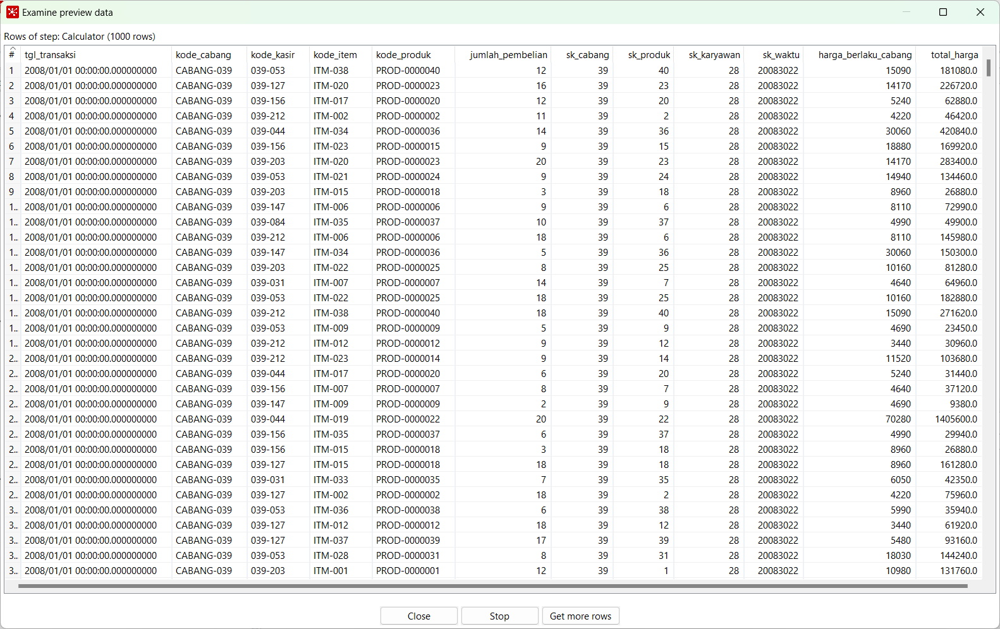 Examine preview data
Rows of step: Calculator (1000 rows)
# tgl_transaksi kode_cabang kode_kasir kode_item kode_produk jumlah_pembelian sk_cabang sk_produk sk_karyawan sk_waktu harga_berlaku_cabang total_harga
1 2008/01/01 00:00:00.000000000 CABANG-039 039-053 ITM-038 PROD-0000040 12 39 40 28 20083022 15090 181080.0
2 2008/01/01 00:00:00.000000000 CABANG-039 039-127 ITM-020 PROD-0000023 16 39 23 28 20083022 14170 226720.0
3 2008/01/01 00:00:00.000000000 CABANG-039 039-156 ITM-017 PROD-0000020 12 39 20 28 20083022 5240 62880.0
4 2008/01/01 00:00:00.000000000 CABANG-039 039-212 ITM-002 PROD-0000002 11 39 2 28 20083022 4220 46420.0
5 2008/01/01 00:00:00.000000000 CABANG-039 039-044 ITM-034 PROD-0000036 14 39 36 28 20083022 30060 420840.0
6 2008/01/01 00:00:00.000000000 CABANG-039 039-156 ITM-023 PROD-0000015 9 39 15 28 20083022 18880 169920.0
7 2008/01/01 00:00:00.000000000 CABANG-039 039-203 ITM-020 PROD-0000023 20 39 23 28 20083022 14170 283400.0
8 2008/01/01 00:00:00.000000000 CABANG-039 039-053 ITM-021 PROD-0000024 9 39 24 28 20083022 14940 134460.0
9 2008/01/01 00:00:00.000000000 CABANG-039 039-203 ITM-015 PROD-0000018 3 39 18 28 20083022 8960 26880.0
1.. 2008/01/01 00:00:00.000000000 CABANG-039 039-147 ITM-006 PROD-0000006 9 39 6 28 20083022 8110 72990.0
1.. 2008/01/01 00:00:00.000000000 CABANG-039 039-084 ITM-035 PROD-0000037 10 39 37 28 20083022 4990 49900.0
1.. 2008/01/01 00:00:00.000000000 CABANG-039 039-212 ITM-006 PROD-0000006 18 39 6 28 20083022 8110 145980.0
1.. 2008/01/01 00:00:00.000000000 CABANG-039 039-147 ITM-034 PROD-0000036 5 39 36 28 20083022 30060 150300.0
1.. 2008/01/01 00:00:00.000000000 CABANG-039 039-203 ITM-022 PROD-0000025 8 39 25 28 20083022 10160 81280.0
1.. 2008/01/01 00:00:00.000000000 CABANG-039 039-031 ITM-007 PROD-0000007 14 39 7 28 20083022 4640 64960.0
1.. 2008/01/01 00:00:00.000000000 CABANG-039 039-053 ITM-022 PROD-0000025 18 39 25 28 20083022 10160 182880.0
1.. 2008/01/01 00:00:00.000000000 CABANG-039 039-212 ITM-038 PROD-0000040 18 39 40 28 20083022 15090 271620.0
1.. 2008/01/01 00:00:00.000000000 CABANG-039 039-053 ITM-009 PROD-0000009 5 39 9 28 20083022 4690 23450.0
1.. 2008/01/01 00:00:00.000000000 CABANG-039 039-212 ITM-012 PROD-0000012 9 39 12 28 20083022 3440 30960.0
2.. 2008/01/01 00:00:00.000000000 CABANG-039 039-212 ITM-023 PROD-0000014 9 39 14 28 20083022 11520 103680.0
2.. 2008/01/01 00:00:00.000000000 CABANG-039 039-044 ITM-017 PROD-0000020 6 39 20 28 20083022 5240 31440.0
2.. 2008/01/01 00:00:00.000000000 CABANG-039 039-156 ITM-007 PROD-0000007 8 39 7 28 20083022 4640 37120.0
2.. 2008/01/01 00:00:00.000000000 CABANG-039 039-147 ITM-009 PROD-0000009 2 39 9 28 20083022 4690 9380.0
2.. 2008/01/01 00:00:00.000000000 CABANG-039 039-044 ITM-019 PROD-0000022 20 39 22 28 20083022 70280 1405600.0
2.. 2008/01/01 00:00:00.000000000 CABANG-039 039-156 ITM-035 PROD-0000037 6 39 37 28 20083022 4990 29940.0
2.. 2008/01/01 00:00:00.000000000 CABANG-039 039-156 ITM-015 PROD-0000018 3 39 18 28 20083022 8960 26880.0
2.. 2008/01/01 00:00:00.000000000 CABANG-039 039-127 ITM-015 PROD-0000018 18 39 18 28 20083022 8960 161280.0
2.. 2008/01/01 00:00:00.000000000 CABANG-039 039-031 ITM-033 PROD-0000035 7 39 35 28 20083022 6050 42350.0
2.. 2008/01/01 00:00:00.000000000 CABANG-039 039-127 ITM-002 PROD-0000002 18 39 2 28 20083022 4220 75960.0
3.. 2008/01/01 00:00:00.000000000 CABANG-039 039-053 ITM-036 PROD-0000038 6 39 38 28 20083022 5990 35940.0
3.. 2008/01/01 00:00:00.000000000 CABANG-039 039-127 ITM-012 PROD-0000012 18 39 12 28 20083022 3440 61920.0
3.. 2008/01/01 00:00:00.000000000 CABANG-039 039-127 ITM-037 PROD-0000039 17 39 39 28 20083022 5480 93160.0
3.. 2008/01/01 00:00:00.000000000 CABANG-039 039-053 ITM-028 PROD-0000031 8 39 31 28 20083022 18030 144240.0
3.. 2008/01/01 00:00:00.000000000 CABANG-039 039-203 ITM-001 PROD-0000001 12 39 1 28 20083022 10980 131760.0
Close Stop Get more rows